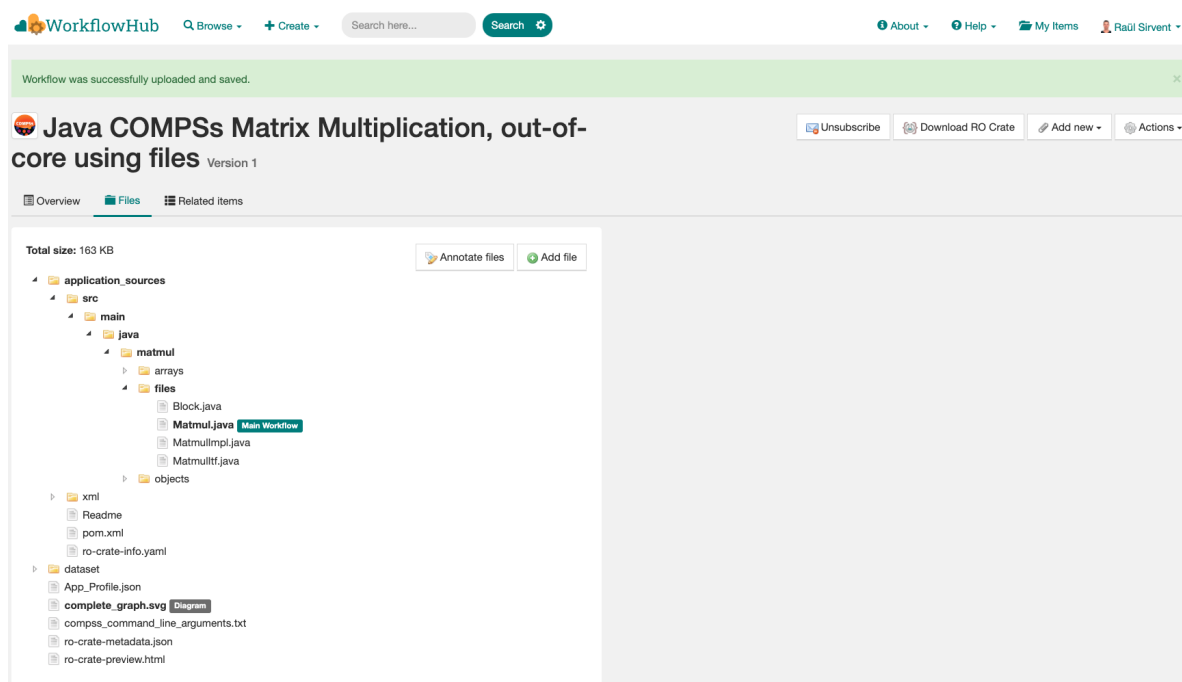 WorkflowHub Browse Create Search here... Search About Help My Items Raül Sirvent
Workflow was successfully uploaded and saved. ×
COMPSs Java COMPSs Matrix Multiplication, out-of-
core using files Version 1
Unsubscribe Download RO Crate Add new Actions
Overview Files Related items
Total size: 163 KB Annotate files Add file
application_sources
src
main
java
matmul
arrays
files
Block.java
Matmul.java Main Workflow
MatmulImpl.java
MatmulItf.java
objects
xml
Readme
pom.xml
ro-crate-info.yaml
dataset
App_Profile.json
complete_graph.svg Diagram
compss_command_line_arguments.txt
ro-crate-metadata.json
ro-crate-preview.html